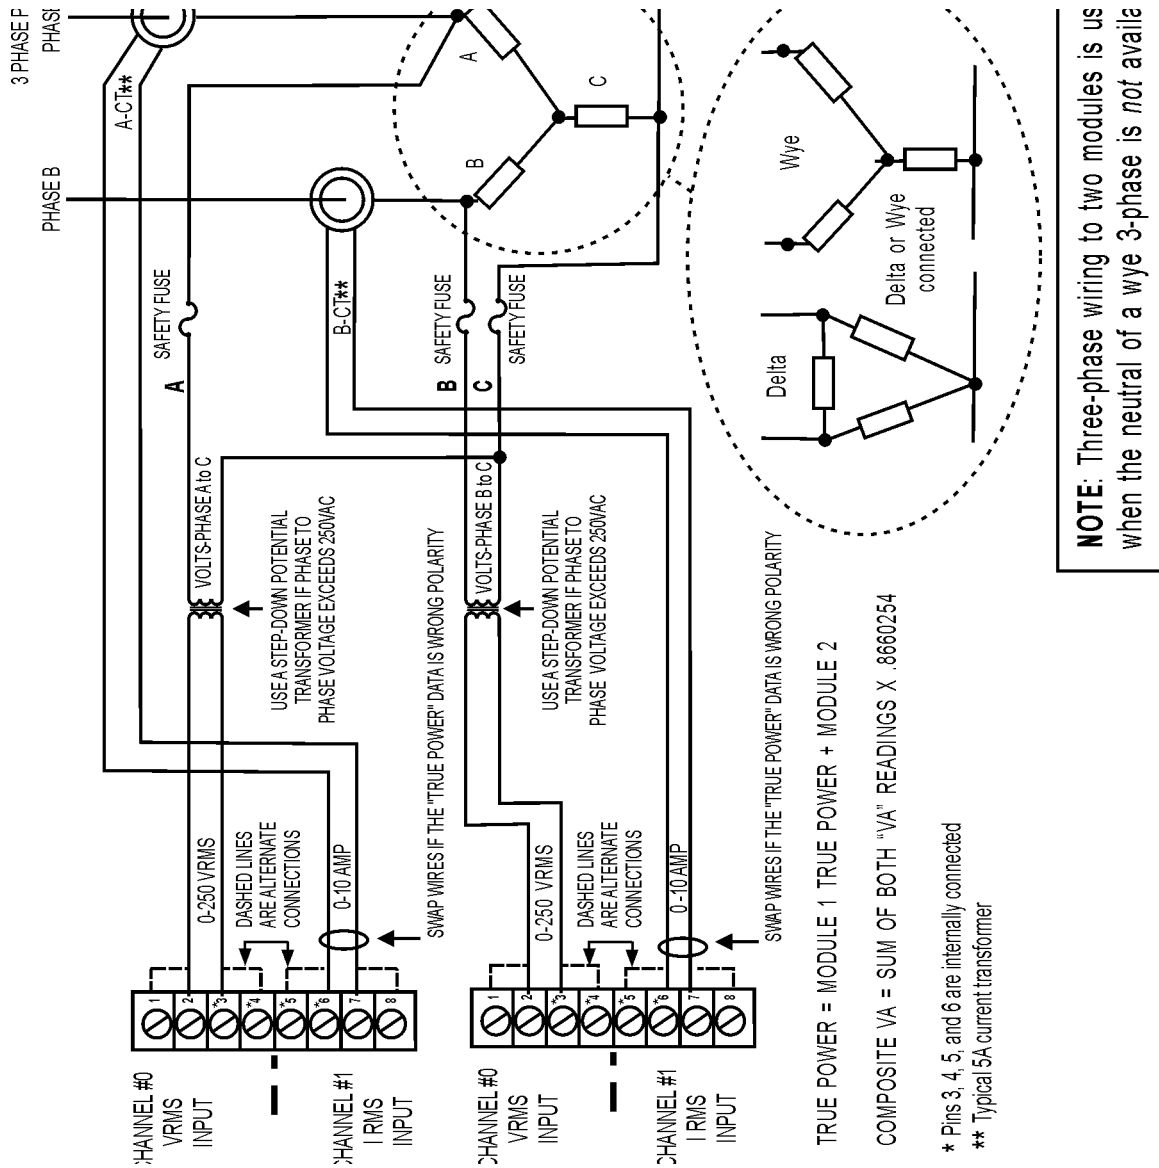 3 PHASE P
PHAS
PHASE B
A-CT**
B-CT**
A
B
C
SAFETY FUSE
A
SAFETY FUSE
B
C
SAFETY FUSE
VOLTS-PHASE A to C
USE A STEP-DOWN POTENTIAL
TRANSFORMER IF PHASE TO
PHASE VOLTAGE EXCEEDS 250VAC
VOLTS-PHASE B to C
USE A STEP-DOWN POTENTIAL
TRANSFORMER IF PHASE TO
PHASE VOLTAGE EXCEEDS 250VAC
0-250 VRMS
DASHED LINES
ARE ALTERNATE
CONNECTIONS
0-10 AMP
SWAP WIRES IF THE "TRUE POWER" DATA IS WRONG POLARITY
0-250 VRMS
DASHED LINES
ARE ALTERNATE
CONNECTIONS
0-10 AMP
SWAP WIRES IF THE "TRUE POWER" DATA IS WRONG POLARITY
1
2
*3
*4
*5
*6
7
8
1
2
*3
*4
*5
*6
7
8
CHANNEL #0
VRMS
INPUT
CHANNEL #1
I RMS
INPUT
CHANNEL #0
VRMS
INPUT
CHANNEL #1
I RMS
INPUT
Wye
Delta or Wye
connected
Delta
TRUE POWER = MODULE 1 TRUE POWER + MODULE 2
COMPOSITE VA = SUM OF BOTH "VA" READINGS X .8660254
* Pins 3, 4, 5, and 6 are internally connected
** Typical 5A current transformer
NOTE: Three-phase wiring to two modules is us
when the neutral of a wye 3-phase is not availa